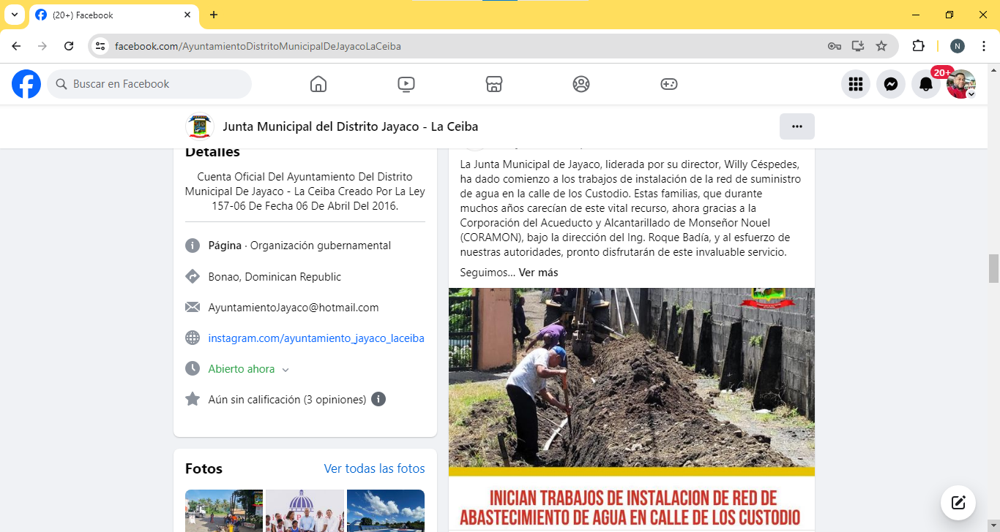 (20+) Facebook
facebook.com/AyuntamientoDistritoMunicipalDeJayacoLaCeiba
N
Buscar en Facebook
20+
Junta Municipal del Distrito Jayaco - La Ceiba
Detalles
Cuenta Oficial Del Ayuntamiento Del Distrito
Municipal De Jayaco - La Ceiba Creado Por La Ley
157-06 De Fecha 06 De Abril Del 2016.
Página · Organización gubernamental
Bonao, Dominican Republic
AyuntamientoJayaco@hotmail.com
instagram.com/ayuntamiento_jayaco_laceiba
Abierto ahora
Aún sin calificación (3 opiniones)
Fotos
Ver todas las fotos
La Junta Municipal de Jayaco, liderada por su director, Willy Céspedes,
ha dado comienzo a los trabajos de instalación de la red de suministro
de agua en la calle de los Custodio. Estas familias, que durante
muchos años carecían de este vital recurso, ahora gracias a la
Corporación del Acueducto y Alcantarillado de Monseñor Nouel
(CORAMON), bajo la dirección del Ing. Roque Badía, y al esfuerzo de
nuestras autoridades, pronto disfrutarán de este invaluable servicio.
Seguimos... Ver más
INICIAN TRABAJOS DE INSTALACION DE RED DE
ABASTECIMIENTO DE AGUA EN CALLE DE LOS CUSTODIO